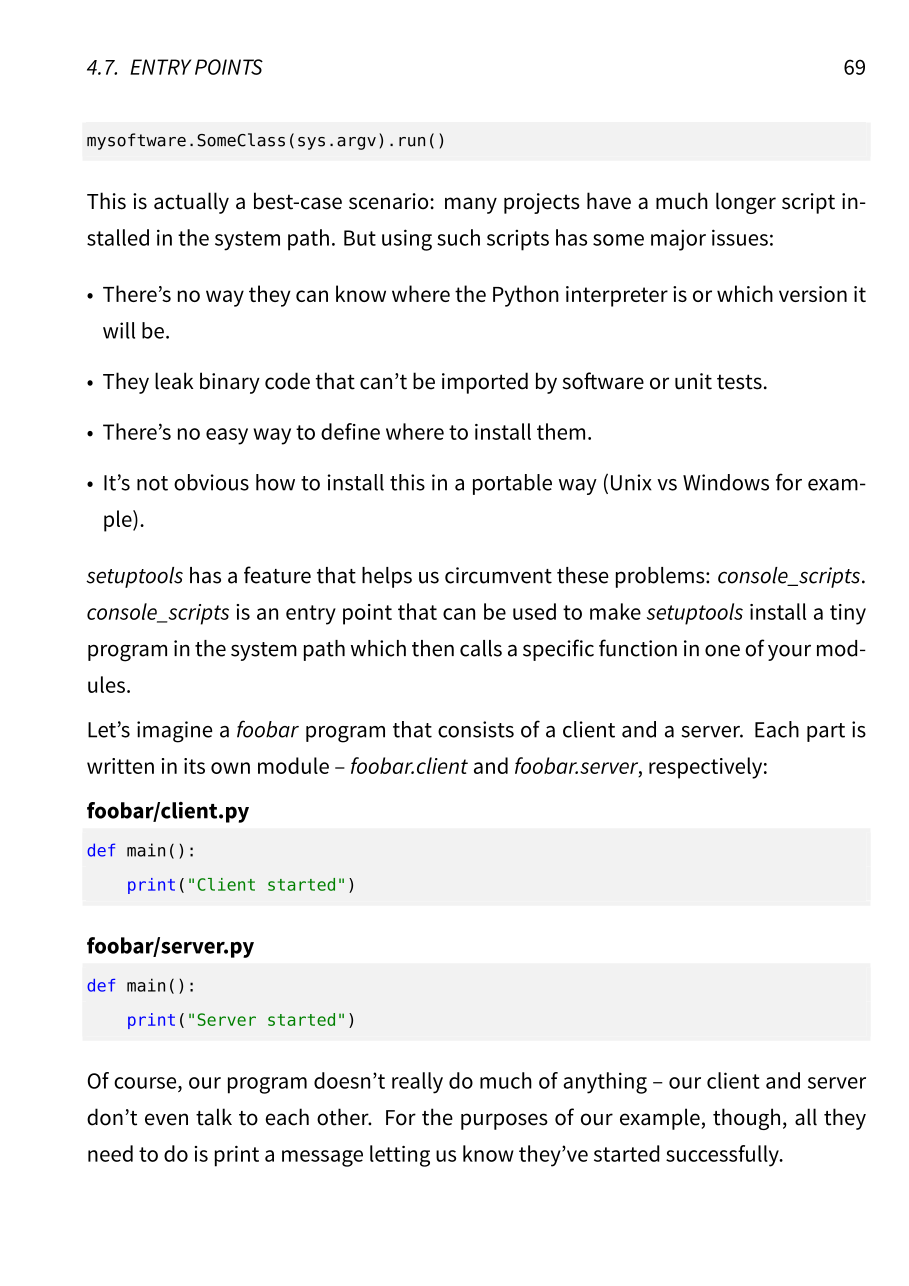 4.7. ENTRY POINTS 69
mysoftware.SomeClass(sys.argv).run()
This is actually a best-case scenario: many projects have a much longer script in-
stalled in the system path. But using such scripts has some major issues:
• There's no way they can know where the Python interpreter is or which version it
will be.
• They leak binary code that can't be imported by software or unit tests.
• There's no easy way to define where to install them.
• It's not obvious how to install this in a portable way (Unix vs Windows for exam-
ple).
setuptools has a feature that helps us circumvent these problems: console_scripts.
console_scripts is an entry point that can be used to make setuptools install a tiny
program in the system path which then calls a specific function in one of your mod-
ules.
Let's imagine a foobar program that consists of a client and a server. Each part is
written in its own module – foobar.client and foobar.server, respectively:
foobar/client.py
def main():
    print("Client started")
foobar/server.py
def main():
    print("Server started")
Of course, our program doesn't really do much of anything – our client and server
don't even talk to each other. For the purposes of our example, though, all they
need to do is print a message letting us know they've started successfully.